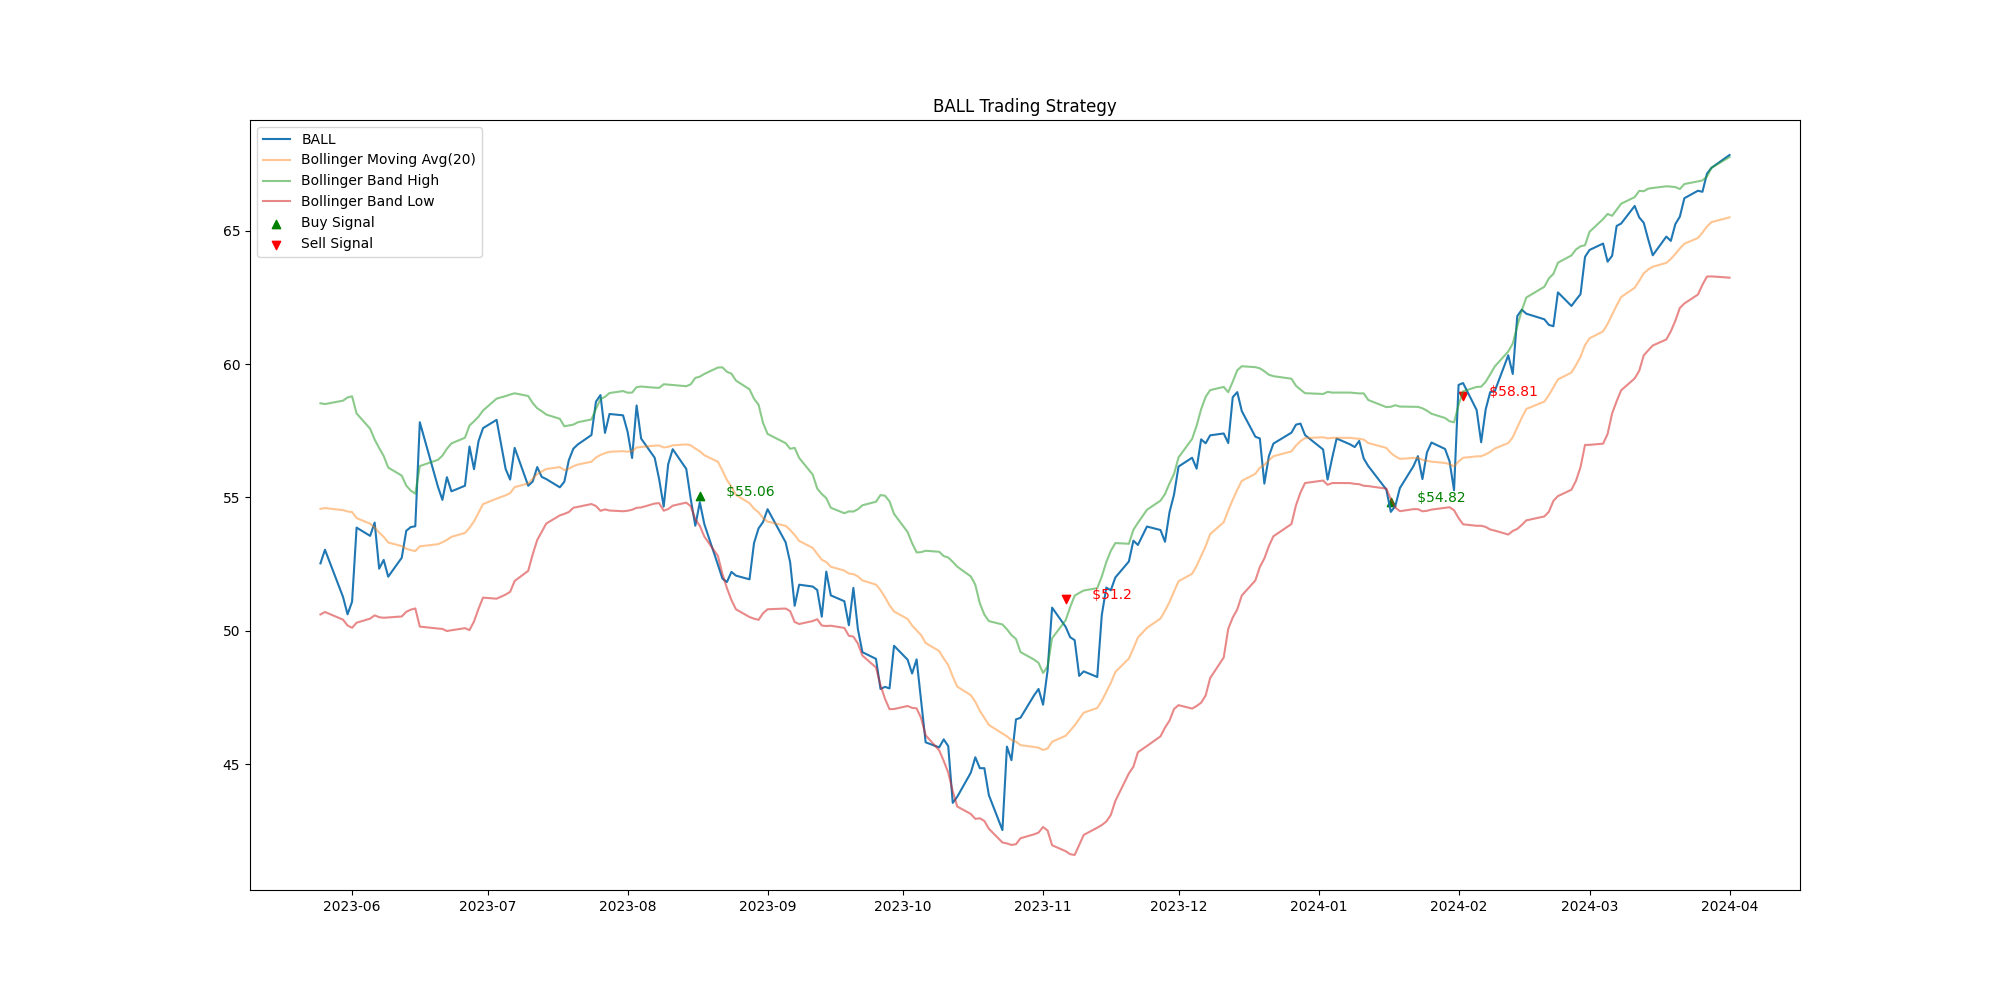 BALL Trading Strategy
BALL
Bollinger Moving Avg(20)
Bollinger Band High
Bollinger Band Low
Buy Signal
Sell Signal
65
60
55
50
45
$55.06
$51.2
$54.82
$58.81
2023-06 2023-07 2023-08 2023-09 2023-10 2023-11 2023-12 2024-01 2024-02 2024-03 2024-04